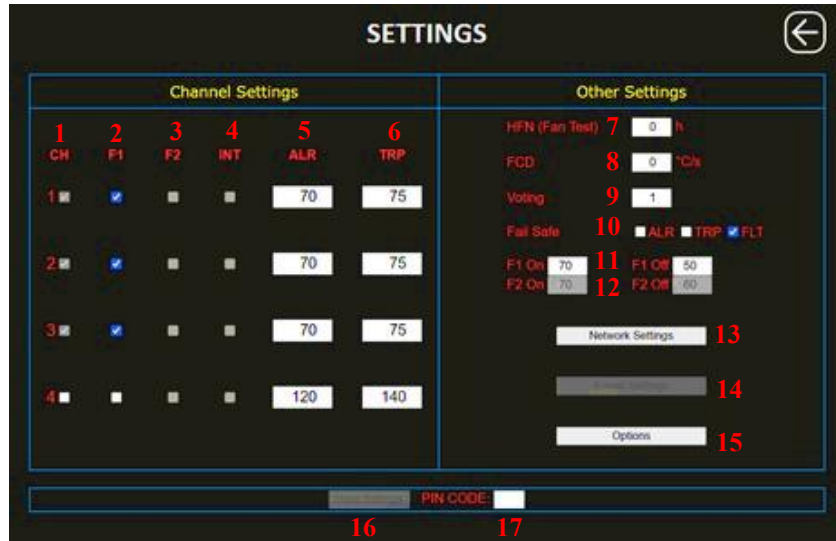 SETTINGS
Channel Settings
Other Settings
1 2 3 4 5 6
CH F1 F2 INT ALR TRP
1 70 75
2 70 75
3 70 75
4 120 140
HFN (Fan Test) 7 0 h
FCD 8 0 °C/s
Voting 9 1
Fail Safe 10 ALR TRP FLT
F1 On 70 11 F1 Off 50
F2 On 70 12 F2 Off 60
Network Settings 13
Settings 14
Options 15
Settings PIN CODE:
16 17